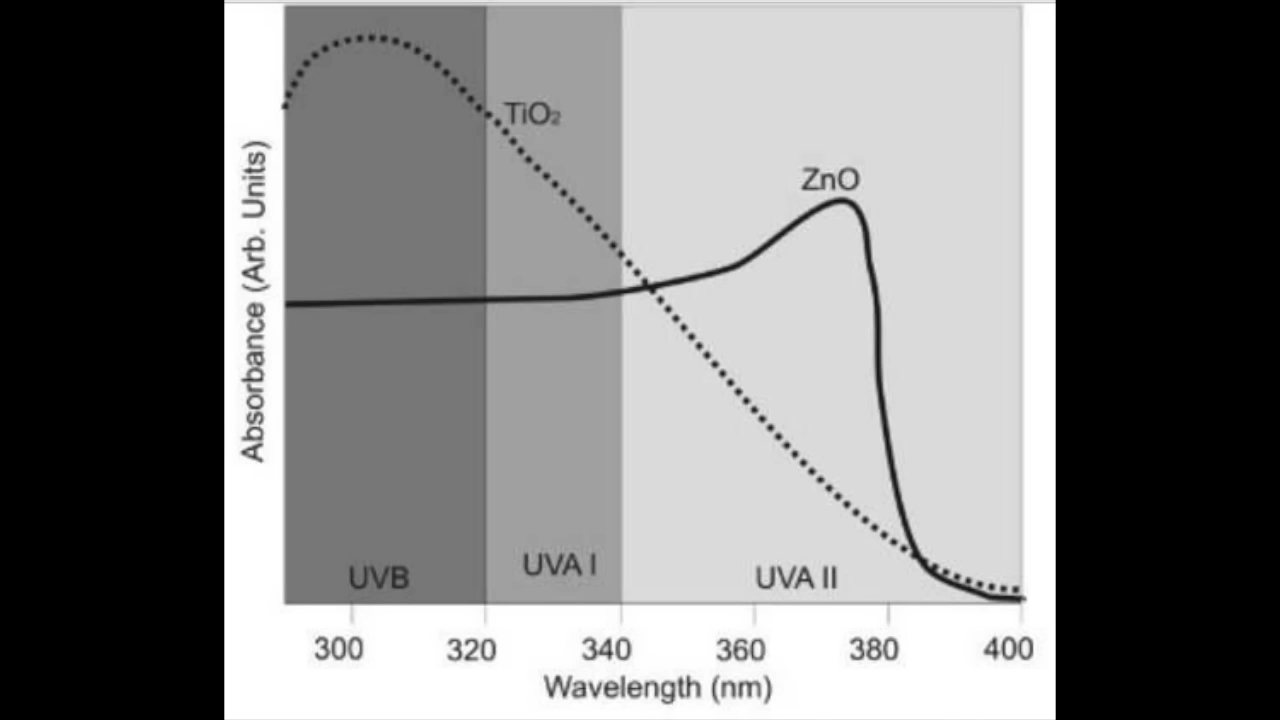 TiO₂
ZnO
Absorbance (Arb. Units)
UVB
UVA I
UVA II
300 320 340 360 380 400
Wavelength (nm)